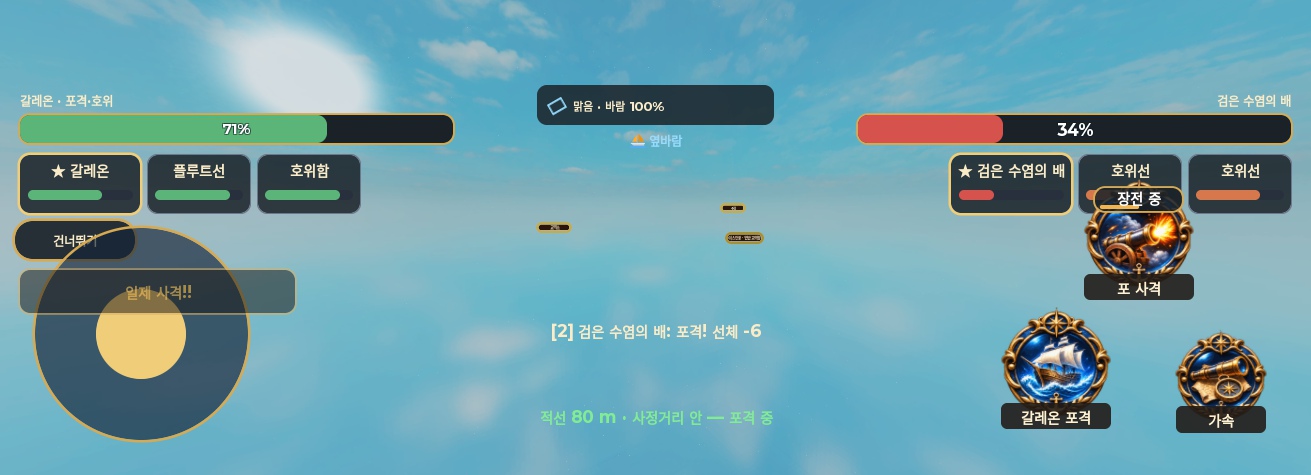 갈레온 · 포격·호위
71%
★ 갈레온
플루트선
호위함
건너뛰기
일제 사격!!
맑음 · 바람 100%
옆바람
검은 수염의 배
34%
★ 검은 수염의 배
호위선
호위선
장전 중
포 사격
[2] 검은 수염의 배: 포격! 선체 -6
적선 80 m · 사정거리 안 — 포격 중
갈레온 포격
가속